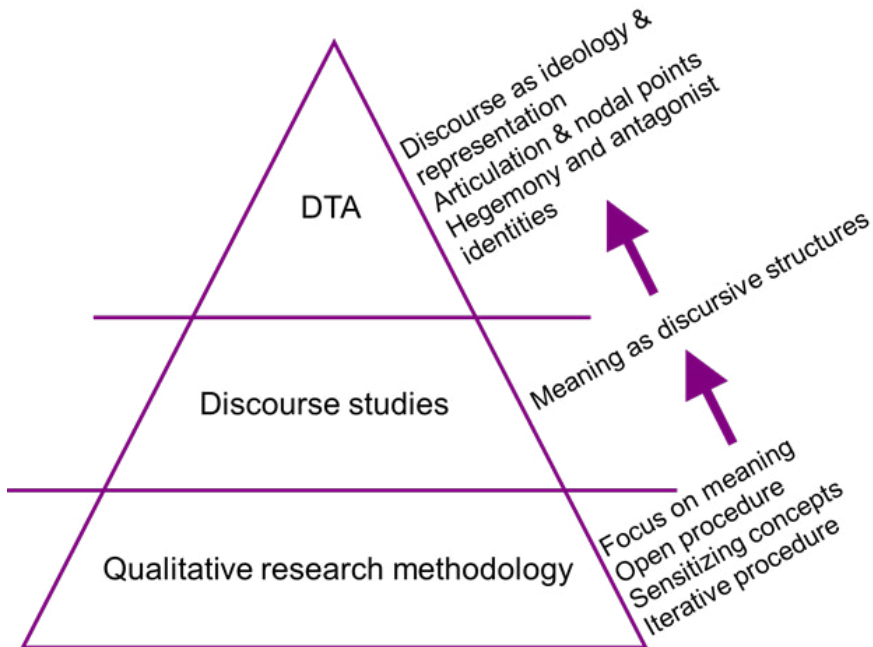 Discourse as ideology &
representation
Articulation & nodal points
Hegemony and antagonist
identities
DTA
Meaning as discursive structures
Discourse studies
Focus on meaning
Open procedure
Sensitizing concepts
Iterative procedure
Qualitative research methodology